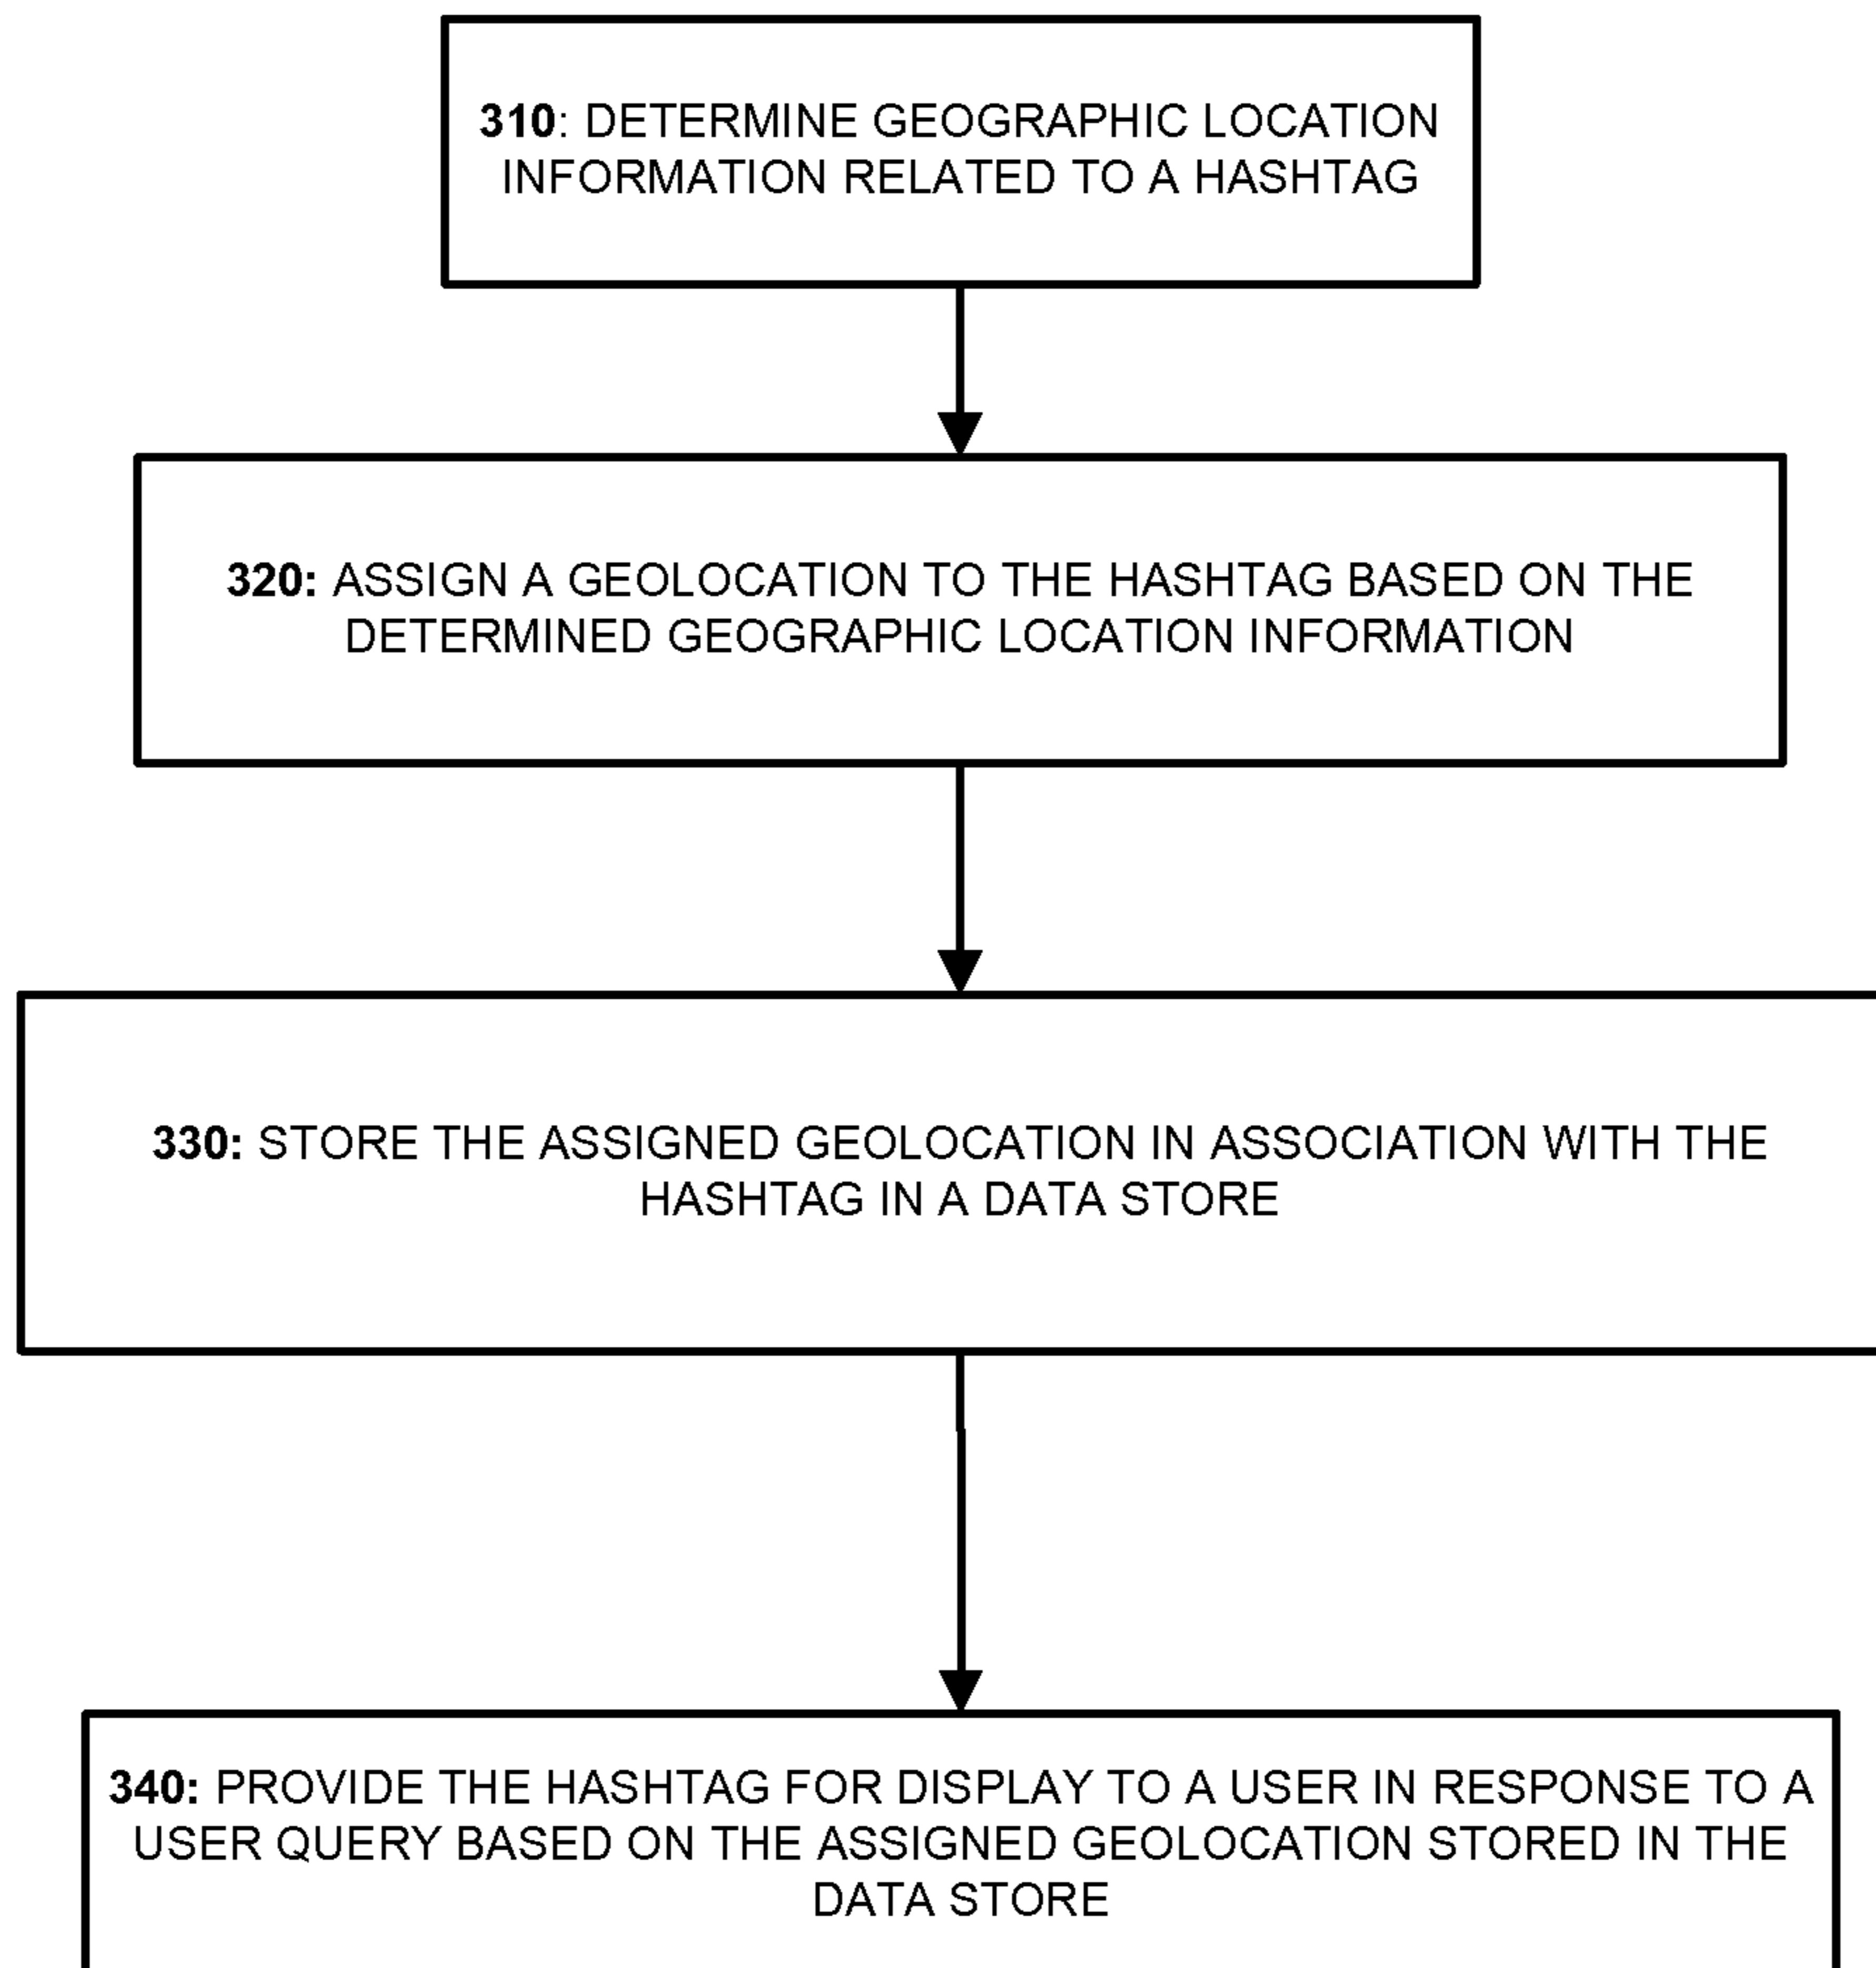 310: DETERMINE GEOGRAPHIC LOCATION
INFORMATION RELATED TO A HASHTAG
320: ASSIGN A GEOLOCATION TO THE HASHTAG BASED ON THE
DETERMINED GEOGRAPHIC LOCATION INFORMATION
330: STORE THE ASSIGNED GEOLOCATION IN ASSOCIATION WITH THE
HASHTAG IN A DATA STORE
340: PROVIDE THE HASHTAG FOR DISPLAY TO A USER IN RESPONSE TO A
USER QUERY BASED ON THE ASSIGNED GEOLOCATION STORED IN THE
DATA STORE